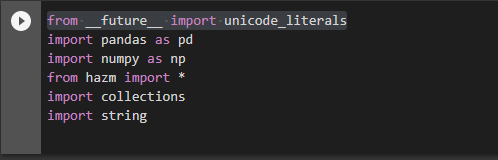 from __future__ import unicode_literals
import pandas as pd
import numpy as np
from hazm import *
import collections
import string